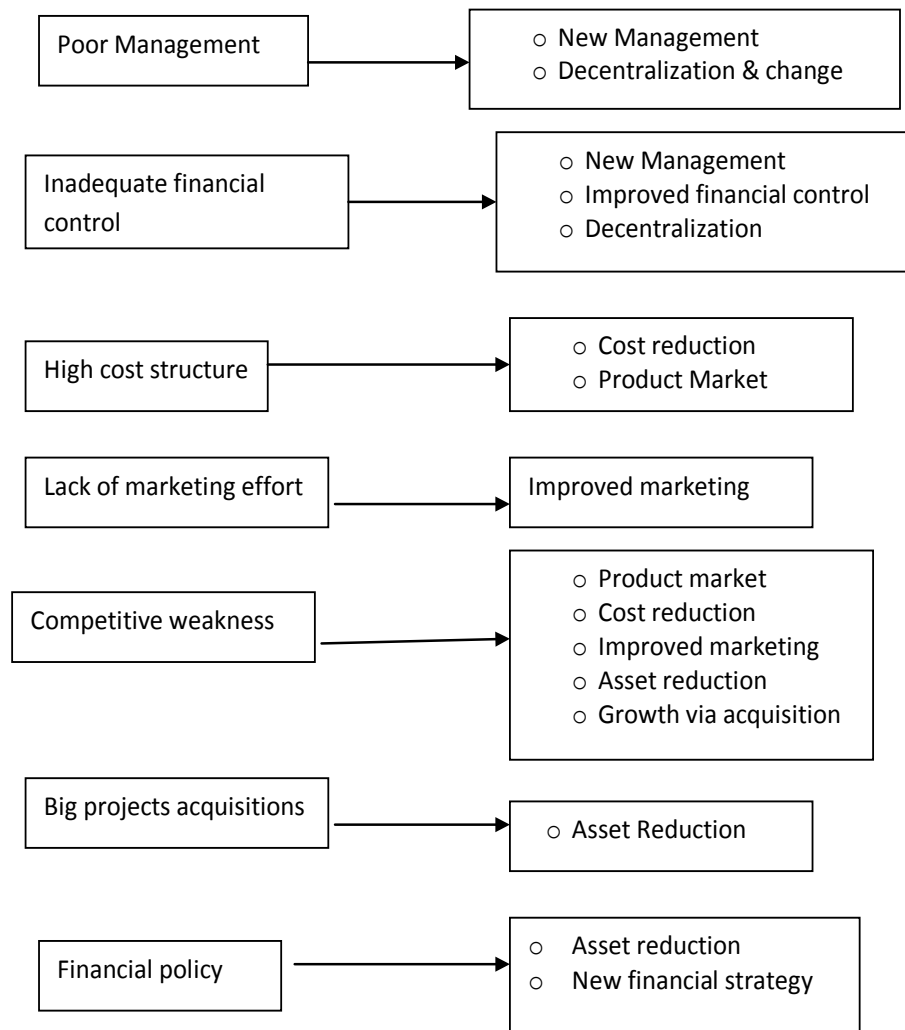 Poor Management
o New Management
o Decentralization & change
Inadequate financial
control
o New Management
o Improved financial control
o Decentralization
High cost structure
o Cost reduction
o Product Market
Lack of marketing effort
Improved marketing
Competitive weakness
o Product market
o Cost reduction
o Improved marketing
o Asset reduction
o Growth via acquisition
Big projects acquisitions
o Asset Reduction
Financial policy
o Asset reduction
o New financial strategy